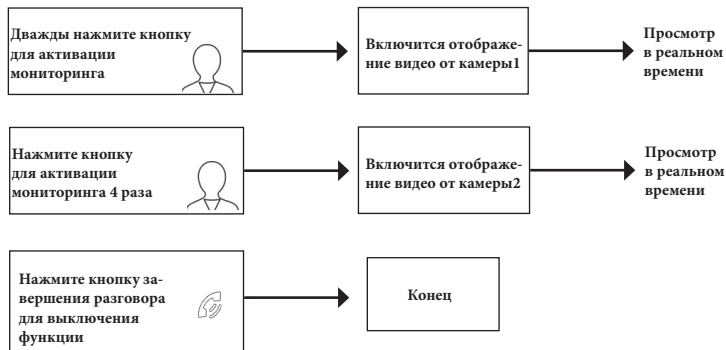 Дважды нажмите кнопку
для активации
мониторинга
Включится отображе-
ние видео от камеры1
Просмотр
в реальном
времени
Нажмите кнопку
для активации
мониторинга 4 раза
Включится отображе-
ние видео от камеры2
Просмотр
в реальном
времени
Нажмите кнопку за-
вершения разговора
для выключения
функции
Конец